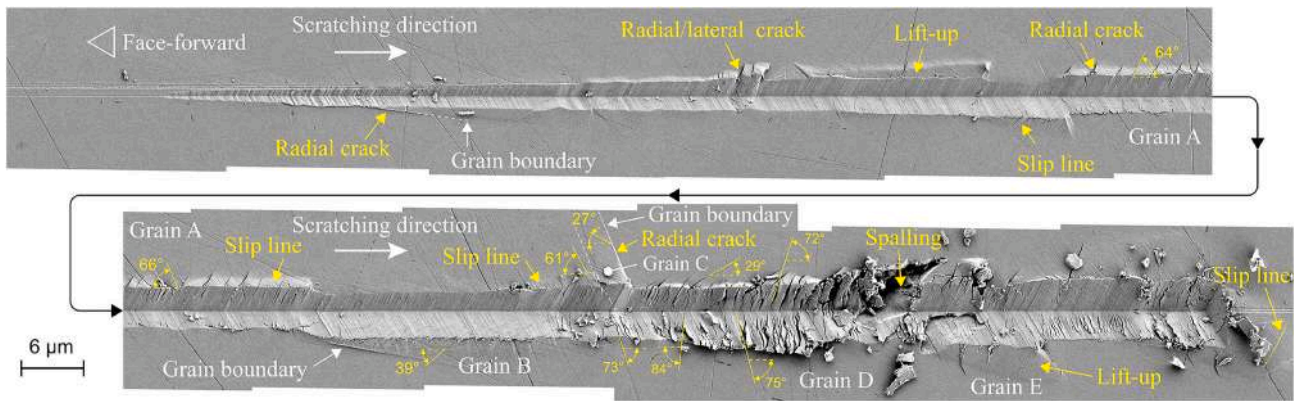 Face-forward
Scratching direction
Radial/lateral crack
Lift-up
Radial crack
64°
Radial crack
Grain boundary
Slip line
Grain A
Grain A
Scratching direction
66°
Slip line
Slip line
61°
27°
Grain boundary
Radial crack
Grain C
29°
72°
Spalling
Slip line
6 µm
Grain boundary
39°
Grain B
73°
84°
75°
Grain D
Grain E
Lift-up